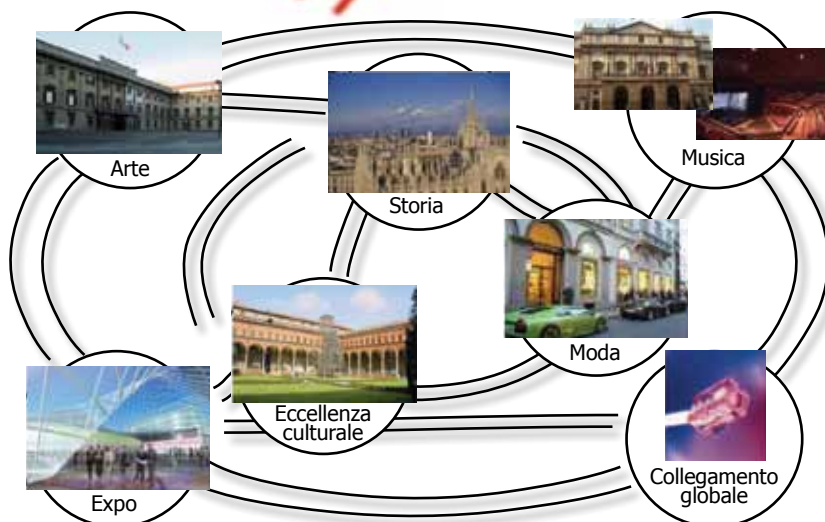 Arte
Musica
Storia
Moda
Eccellenza
culturale
Collegamento
globale
Expo